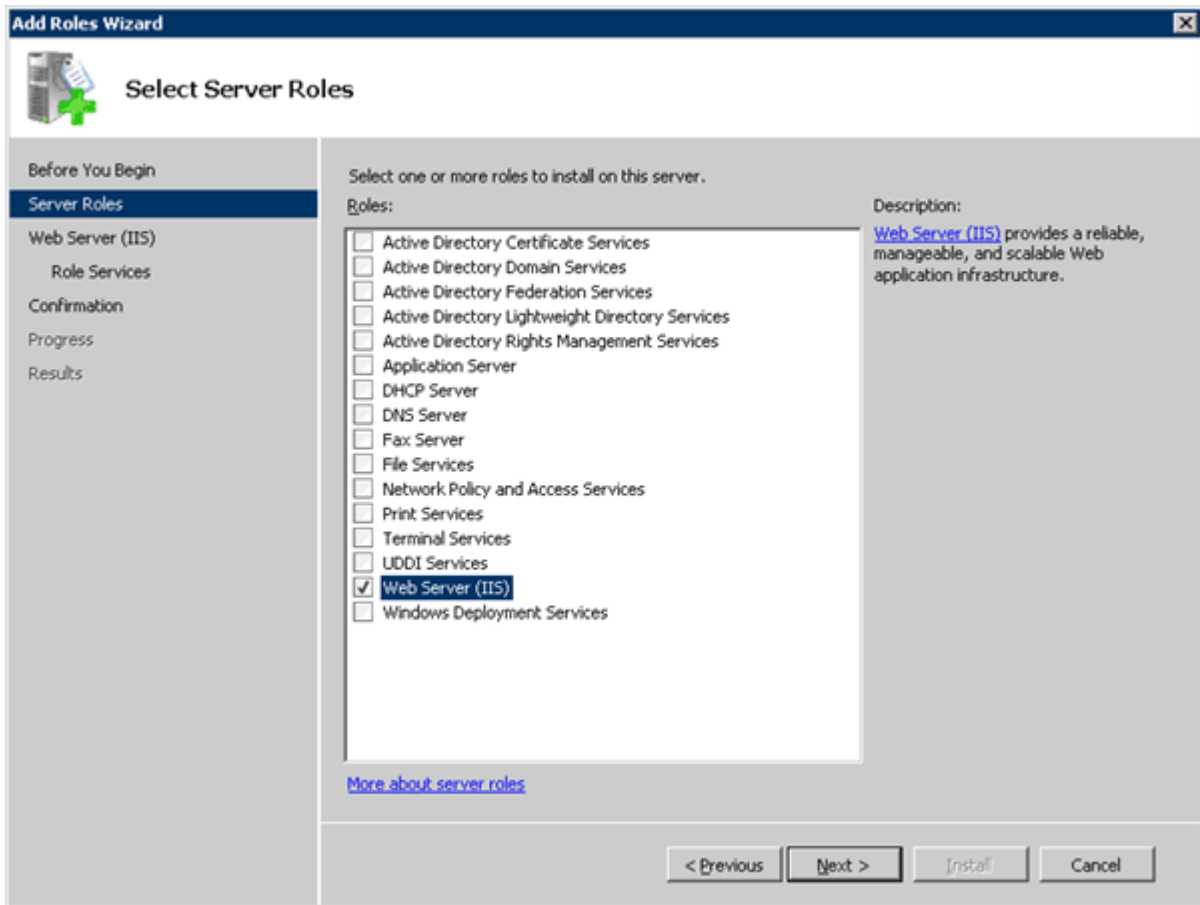 Add Roles Wizard
Select Server Roles
Before You Begin
Server Roles
Web Server (IIS)
Role Services
Confirmation
Progress
Results
Select one or more roles to install on this server.
Roles:
Active Directory Certificate Services
Active Directory Domain Services
Active Directory Federation Services
Active Directory Lightweight Directory Services
Active Directory Rights Management Services
Application Server
DHCP Server
DNS Server
Fax Server
File Services
Network Policy and Access Services
Print Services
Terminal Services
UDDI Services
Web Server (IIS)
Windows Deployment Services
More about server roles
Description:
Web Server (IIS) provides a reliable,
manageable, and scalable Web
application infrastructure.
< Previous
Next >
Install
Cancel